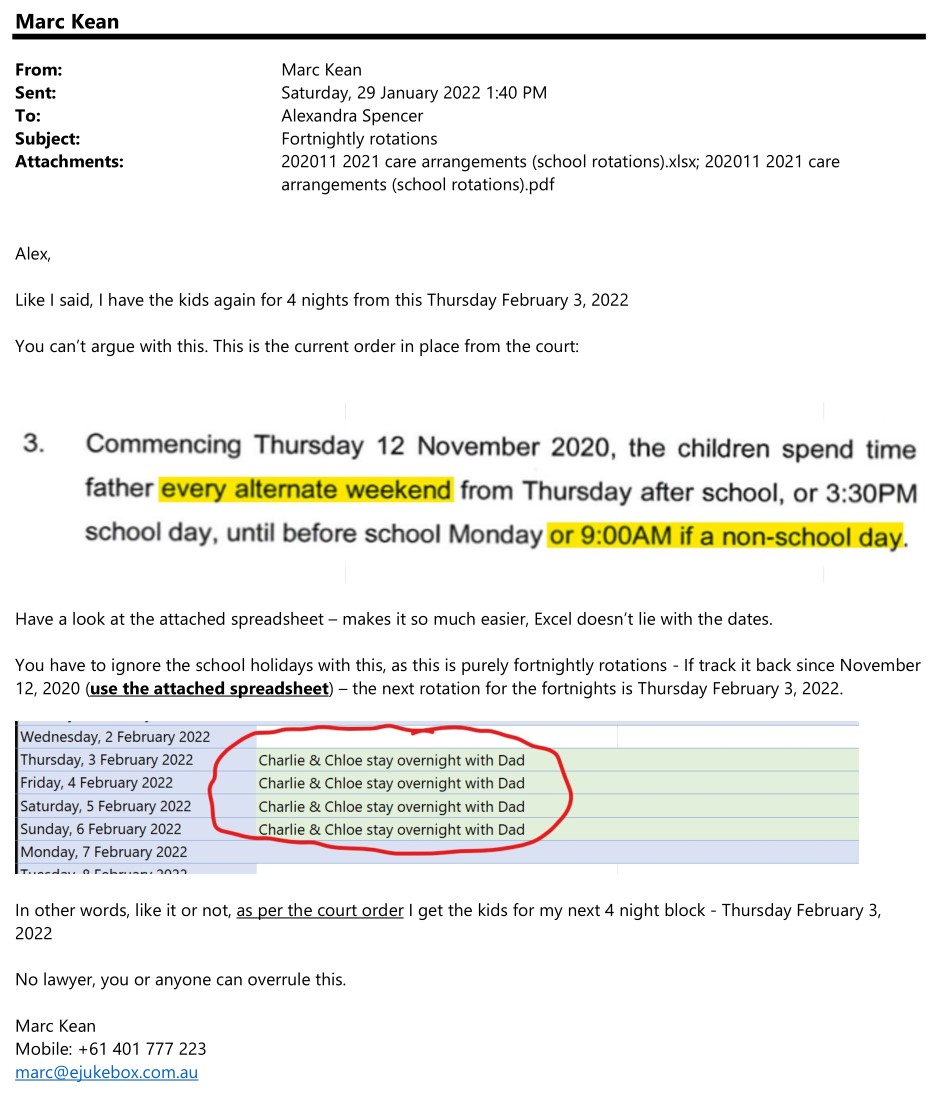 Marc Kean
From: Marc Kean
Sent: Saturday, 29 January 2022 1:40 PM
To: Alexandra Spencer
Subject: Fortnightly rotations
Attachments: 202011 2021 care arrangements (school rotations).xlsx; 202011 2021 care
arrangements (school rotations).pdf
Alex,
Like I said, I have the kids again for 4 nights from this Thursday February 3, 2022
You can’t argue with this. This is the current order in place from the court:
3. Commencing Thursday 12 November 2020, the children spend time
father every alternate weekend from Thursday after school, or 3:30PM
school day, until before school Monday or 9:00AM if a non-school day.
Have a look at the attached spreadsheet – makes it so much easier, Excel doesn’t lie with the dates.
You have to ignore the school holidays with this, as this is purely fortnightly rotations - If track it back since November
12, 2020 (use the attached spreadsheet) – the next rotation for the fortnights is Thursday February 3, 2022.
Wednesday, 2 February 2022
Thursday, 3 February 2022 Charlie & Chloe stay overnight with Dad
Friday, 4 February 2022 Charlie & Chloe stay overnight with Dad
Saturday, 5 February 2022 Charlie & Chloe stay overnight with Dad
Sunday, 6 February 2022 Charlie & Chloe stay overnight with Dad
Monday, 7 February 2022
Tuesday, 8 February 2022
In other words, like it or not, as per the court order I get the kids for my next 4 night block - Thursday February 3,
2022
No lawyer, you or anyone can overrule this.
Marc Kean
Mobile: +61 401 777 223
marc@ejukebox.com.au